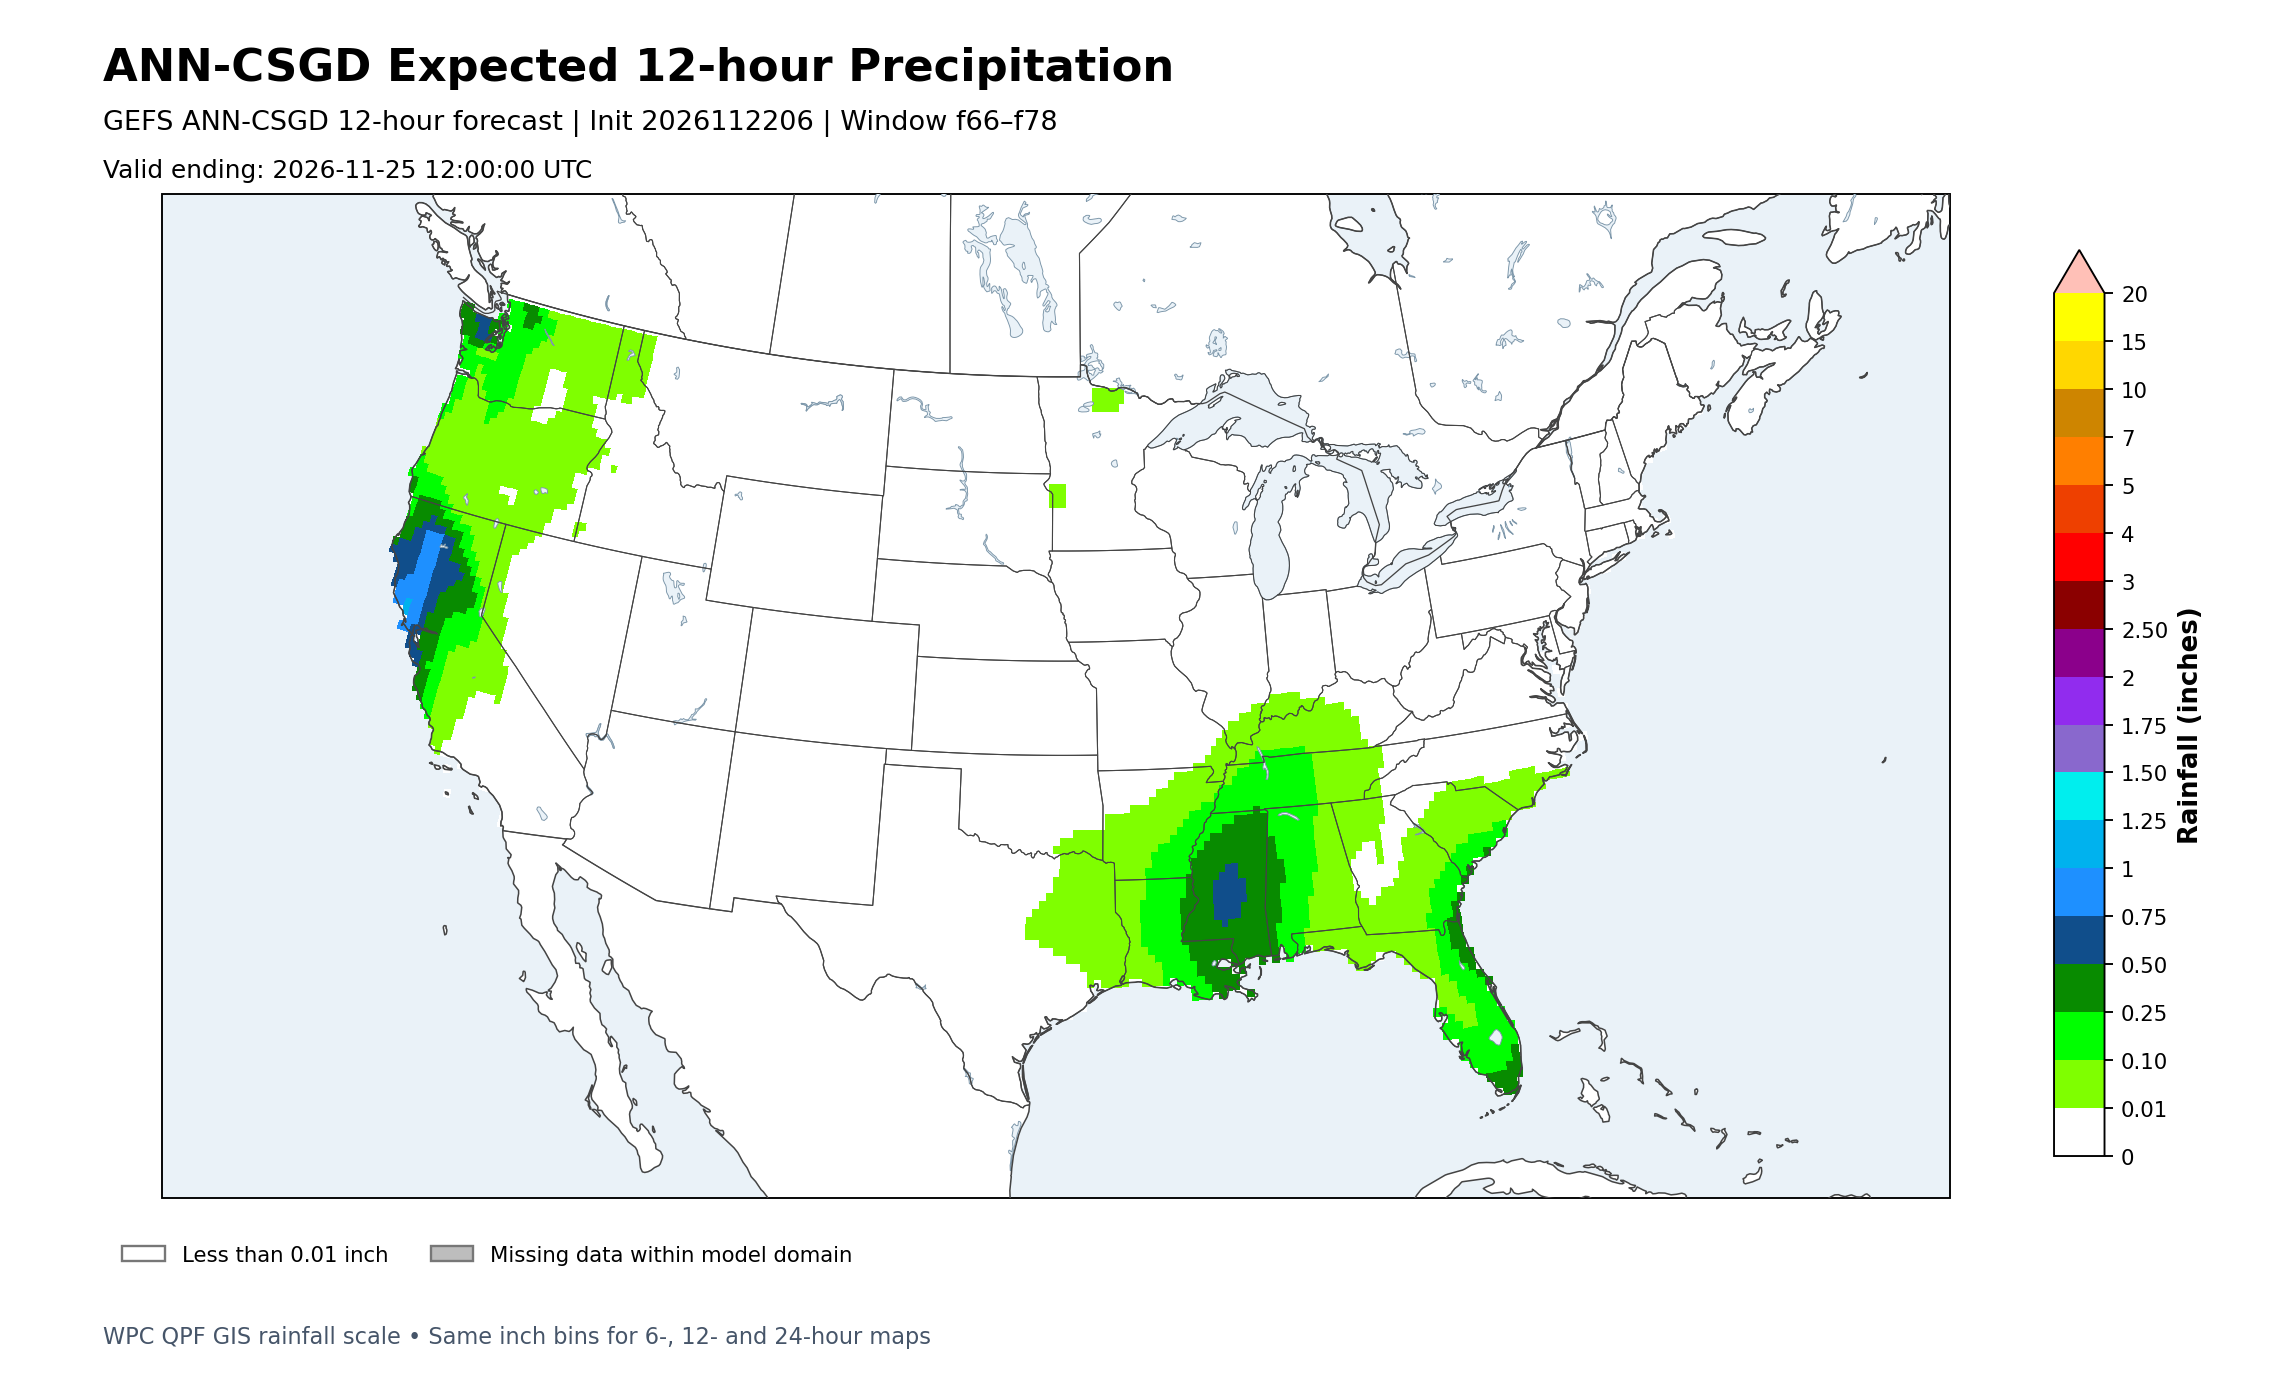 ANN-CSGD Expected 12-hour Precipitation
GEFS ANN-CSGD 12-hour forecast | Init 2026112206 | Window f66–f78
Valid ending: 2026-11-25 12:00:00 UTC
20
15
10
7
5
4
3
2.50
2
1.75
1.50
1.25
1
0.75
0.50
0.25
0.10
0.01
0
Rainfall (inches)
Less than 0.01 inch
Missing data within model domain
WPC QPF GIS rainfall scale • Same inch bins for 6-, 12- and 24-hour maps